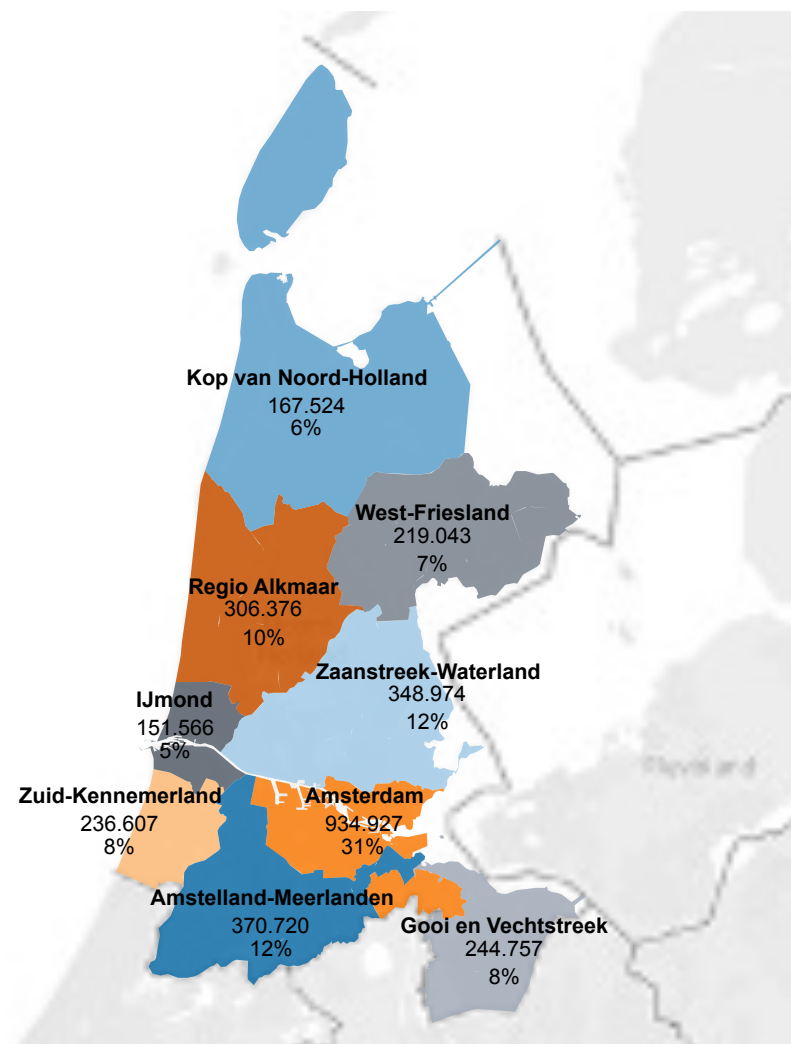 Kop van Noord-Holland
167.524
6%
West-Friesland
219.043
7%
Regio Alkmaar
306.376
10%
Zaanstreek-Waterland
348.974
12%
IJmond
151.566
5%
Zuid-Kennemerland
236.607
8%
Amsterdam
934.927
31%
Amstelland-Meerlanden
370.720
12%
Gooi en Vechtstreek
244.757
8%
Flevoland